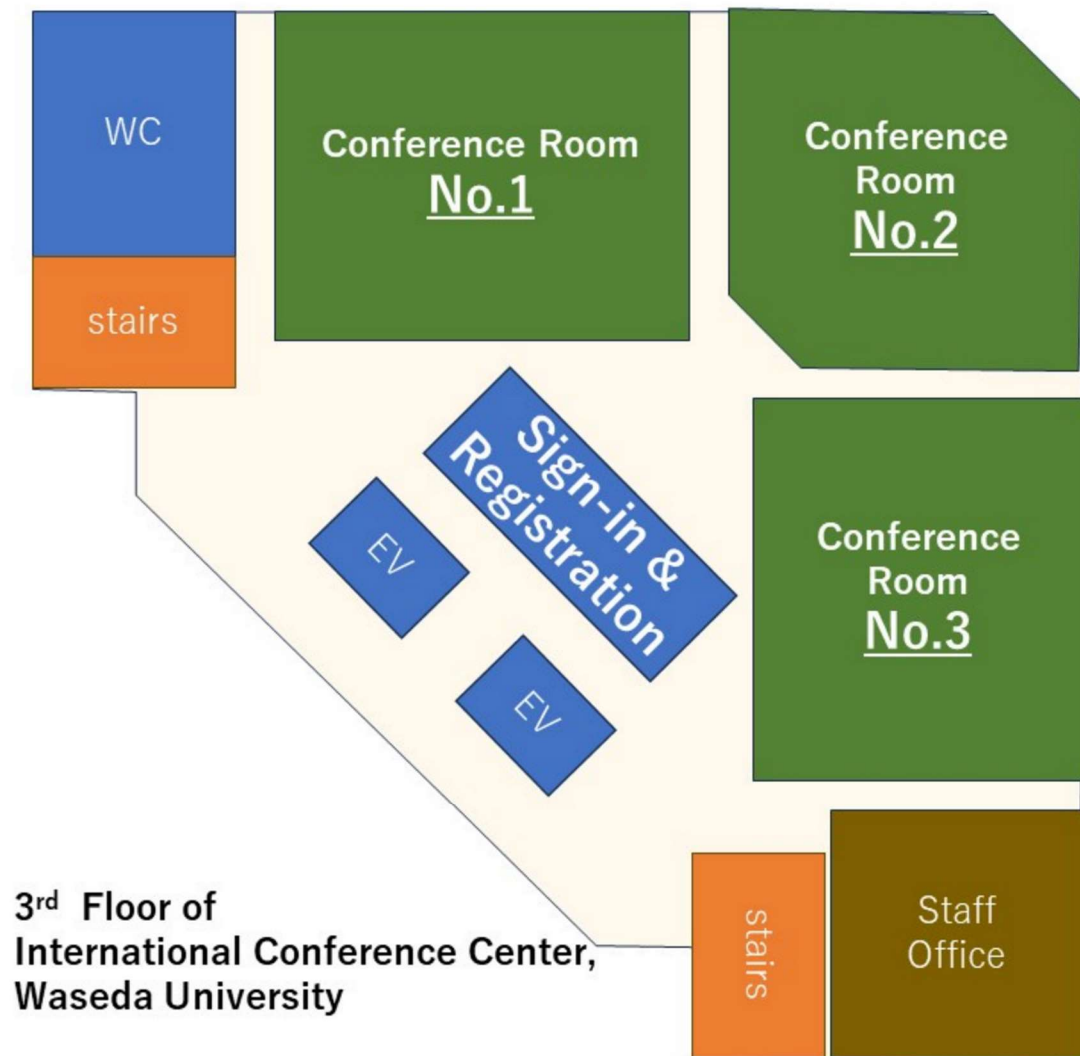 WC
stairs
Conference Room
No.1
Conference
Room
No.2
Sign-in &
Registration
EV
EV
Conference
Room
No.3
stairs
Staff
Office
3rd Floor of
International Conference Center,
Waseda University